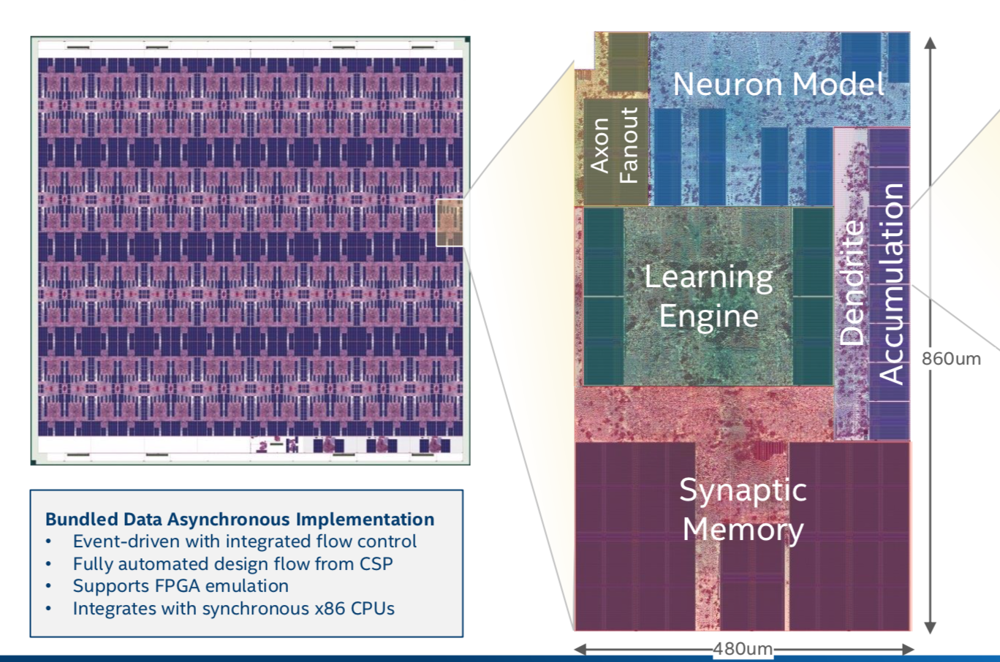 Neuron Model
Axon
Fanout
Learning
Engine
Dendrite
Accumulation
860um
Synaptic
Memory
480um
Bundled Data Asynchronous Implementation
• Event-driven with integrated flow control
• Fully automated design flow from CSP
• Supports FPGA emulation
• Integrates with synchronous x86 CPUs